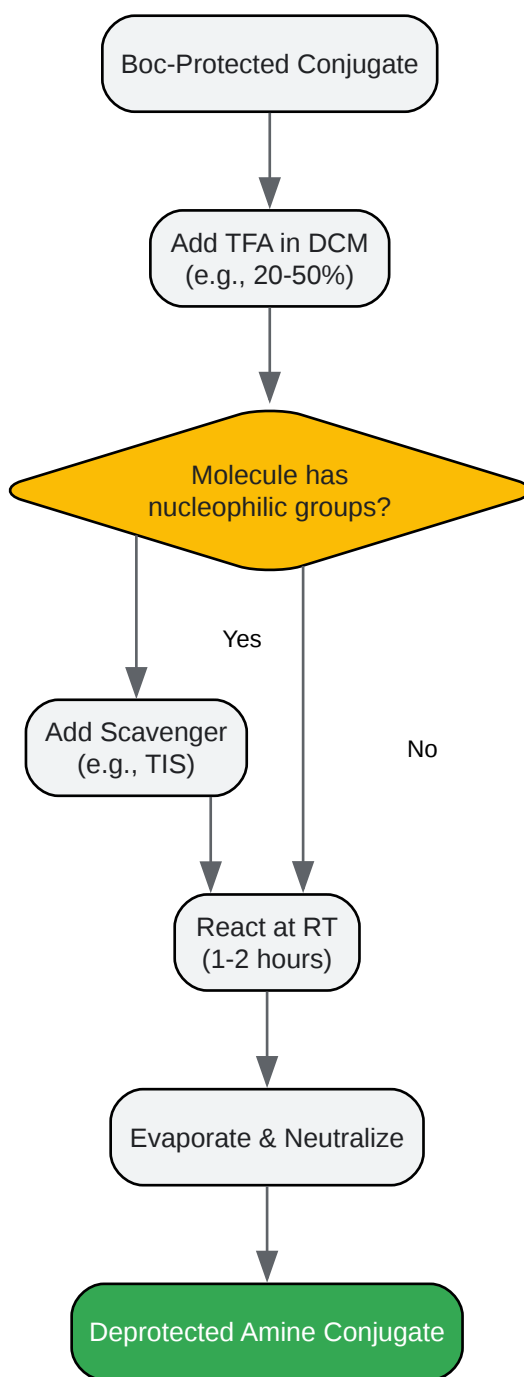 Boc-Protected Conjugate
Add TFA in DCM
(e.g., 20-50%)
Molecule has
nucleophilic groups?
Yes
Add Scavenger
(e.g., TIS)
No
React at RT
(1-2 hours)
Evaporate & Neutralize
Deprotected Amine Conjugate